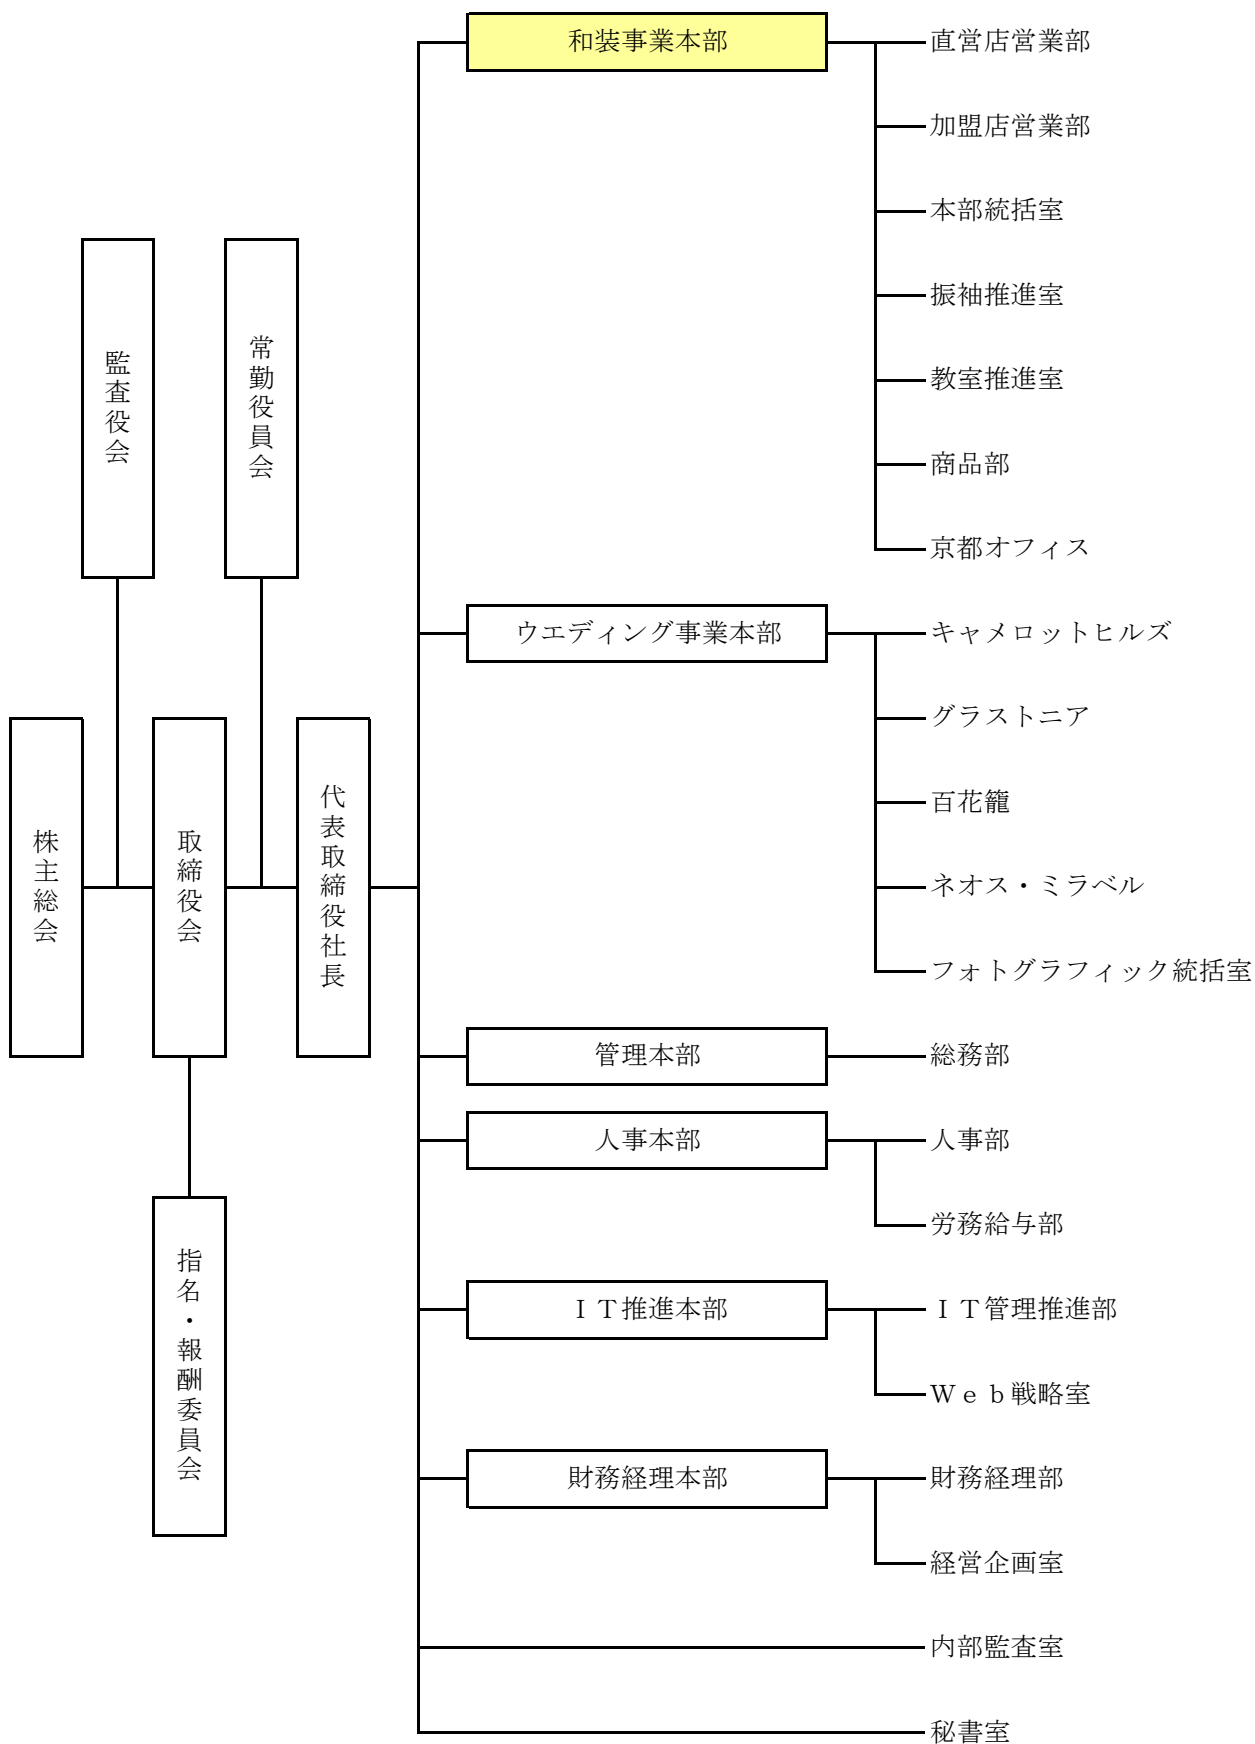 和装事業本部
直営店営業部
加盟店営業部
本部統括室
振袖推進室
教室推進室
商品部
京都オフィス
監査役会
常勤役員会
ウエディング事業本部
キャメロットヒルズ
グラストニア
百花籠
ネオス・ミラベル
フォトグラフィック統括室
株主総会
取締役会
代表取締役社長
管理本部
総務部
人事本部
人事部
労務給与部
指名・報酬委員会
ＩＴ推進本部
ＩＴ管理推進部
Ｗｅｂ戦略室
財務経理本部
財務経理部
経営企画室
内部監査室
秘書室